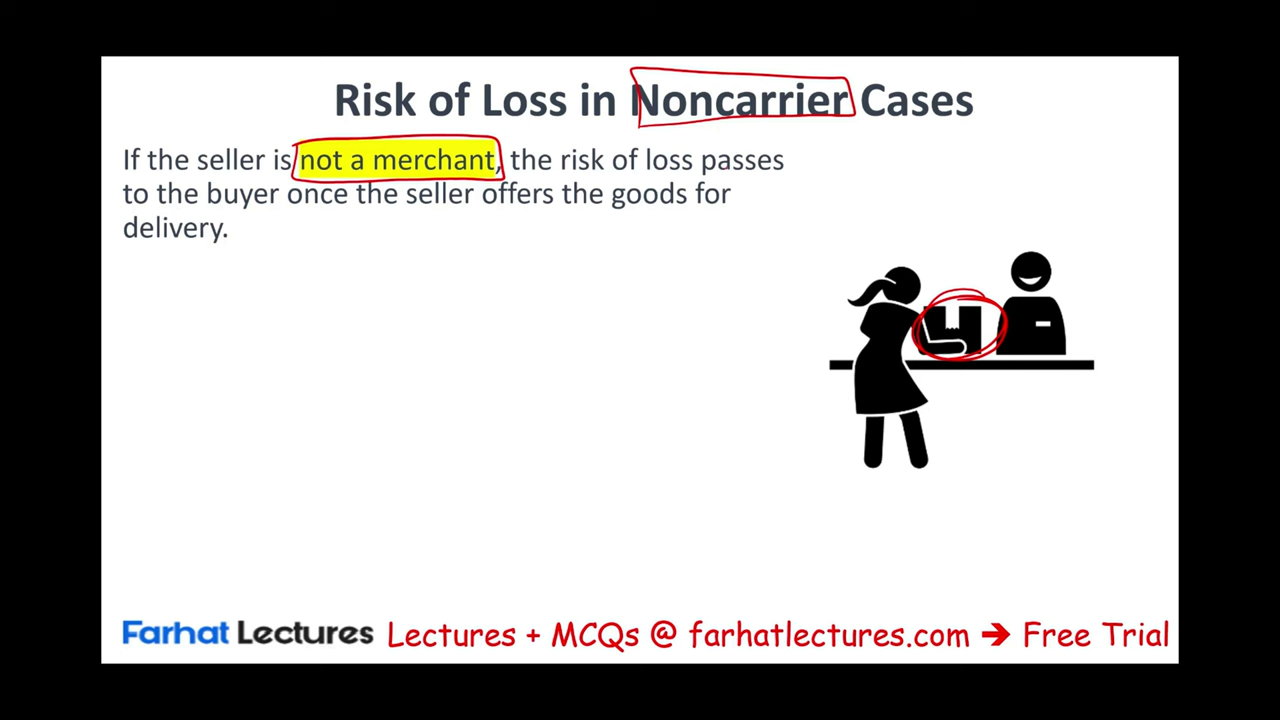 Risk of Loss in Noncarrier Cases
If the seller is not a merchant, the risk of loss passes
to the buyer once the seller offers the goods for
delivery.
Farhat Lectures Lectures + MCQs @ farhatlectures.com → Free Trial